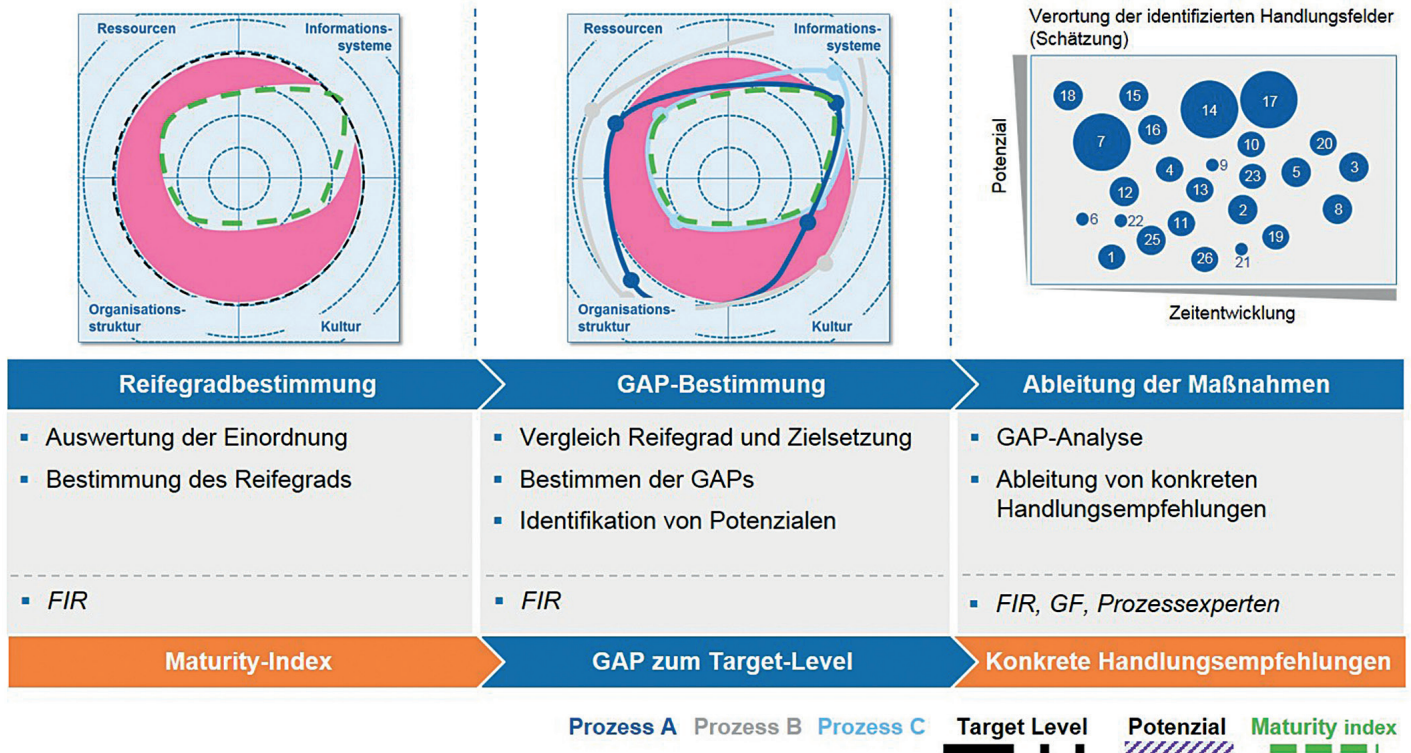 Ressourcen
Informations-
systeme
Organisations-
struktur
Kultur
Ressourcen
Informations-
systeme
Organisations-
struktur
Kultur
Verortung der identifizierten Handlungsfelder
(Schätzung)
Potenzial
18
15
14
17
7
16
10
20
4
9
23
5
3
12
13
6
22
11
2
8
25
19
1
26
21
Zeitentwicklung
Reifegradbestimmung
▪ Auswertung der Einordnung
▪ Bestimmung des Reifegrads
▪ FIR
Maturity-Index
GAP-Bestimmung
▪ Vergleich Reifegrad und Zielsetzung
▪ Bestimmen der GAPs
▪ Identifikation von Potenzialen
▪ FIR
GAP zum Target-Level
Ableitung der Maßnahmen
▪ GAP-Analyse
▪ Ableitung von konkreten
Handlungsempfehlungen
▪ FIR, GF, Prozessexperten
Konkrete Handlungsempfehlungen
Prozess A Prozess B Prozess C Target Level Potenzial Maturity index